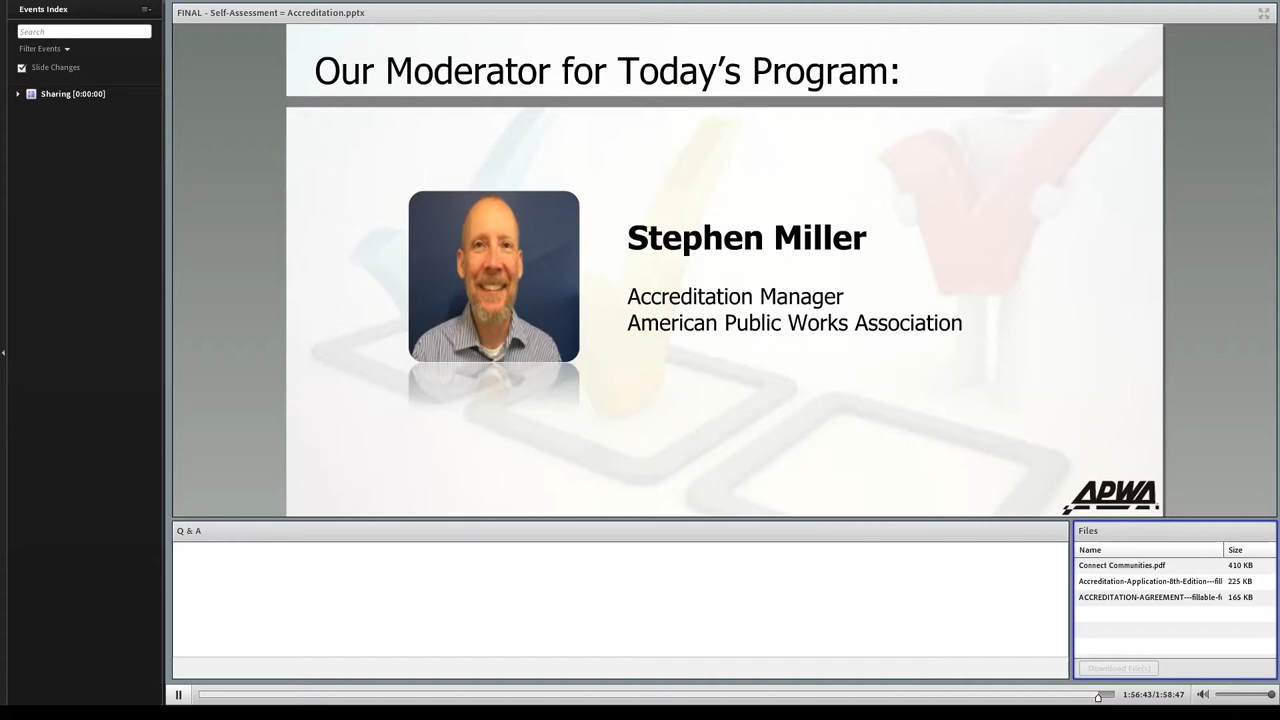 Events Index
Search
Filter Events
Slide Changes
Sharing [0:00:00]
FINAL - Self-Assessment = Accreditation.pptx
Our Moderator for Today’s Program:
Stephen Miller
Accreditation Manager
American Public Works Association
APWA
Q & A
Files
Name Size
Connect Communities.pdf 410 KB
Accreditation-Application-8th-Edition---fill 225 KB
ACCREDITATION-AGREEMENT---fillable-fo 165 KB
Download File(s)
1:56:43/1:58:47